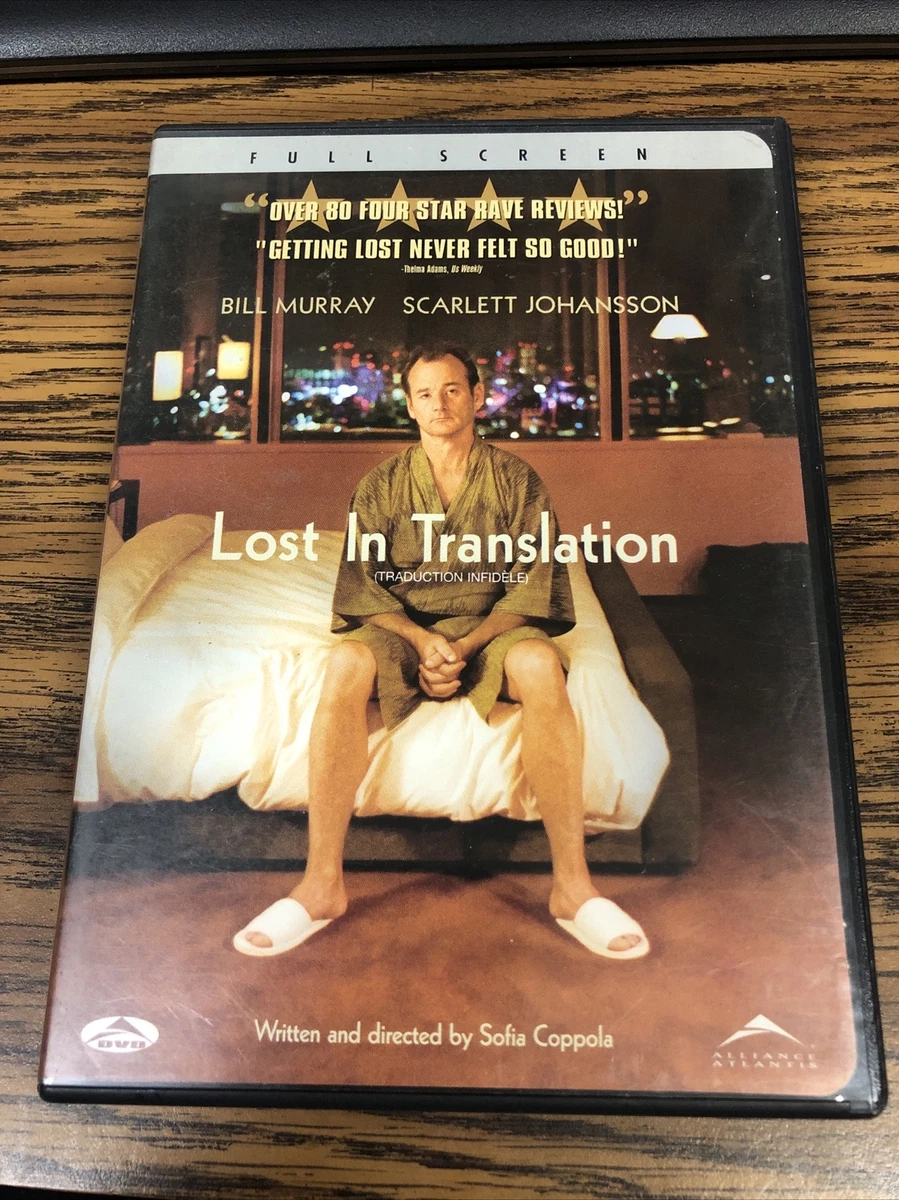 FULL SCREEN
“OVER 80 FOUR STAR RAVE REVIEWS!”
"GETTING LOST NEVER FELT SO GOOD!"
-Thelma Adams, Us Weekly
BILL MURRAY SCARLETT JOHANSSON
Lost In Translation
(TRADUCTION INFIDÈLE)
Written and directed by Sofia Coppola
DVD
ALLIANCE
ATLANTIS